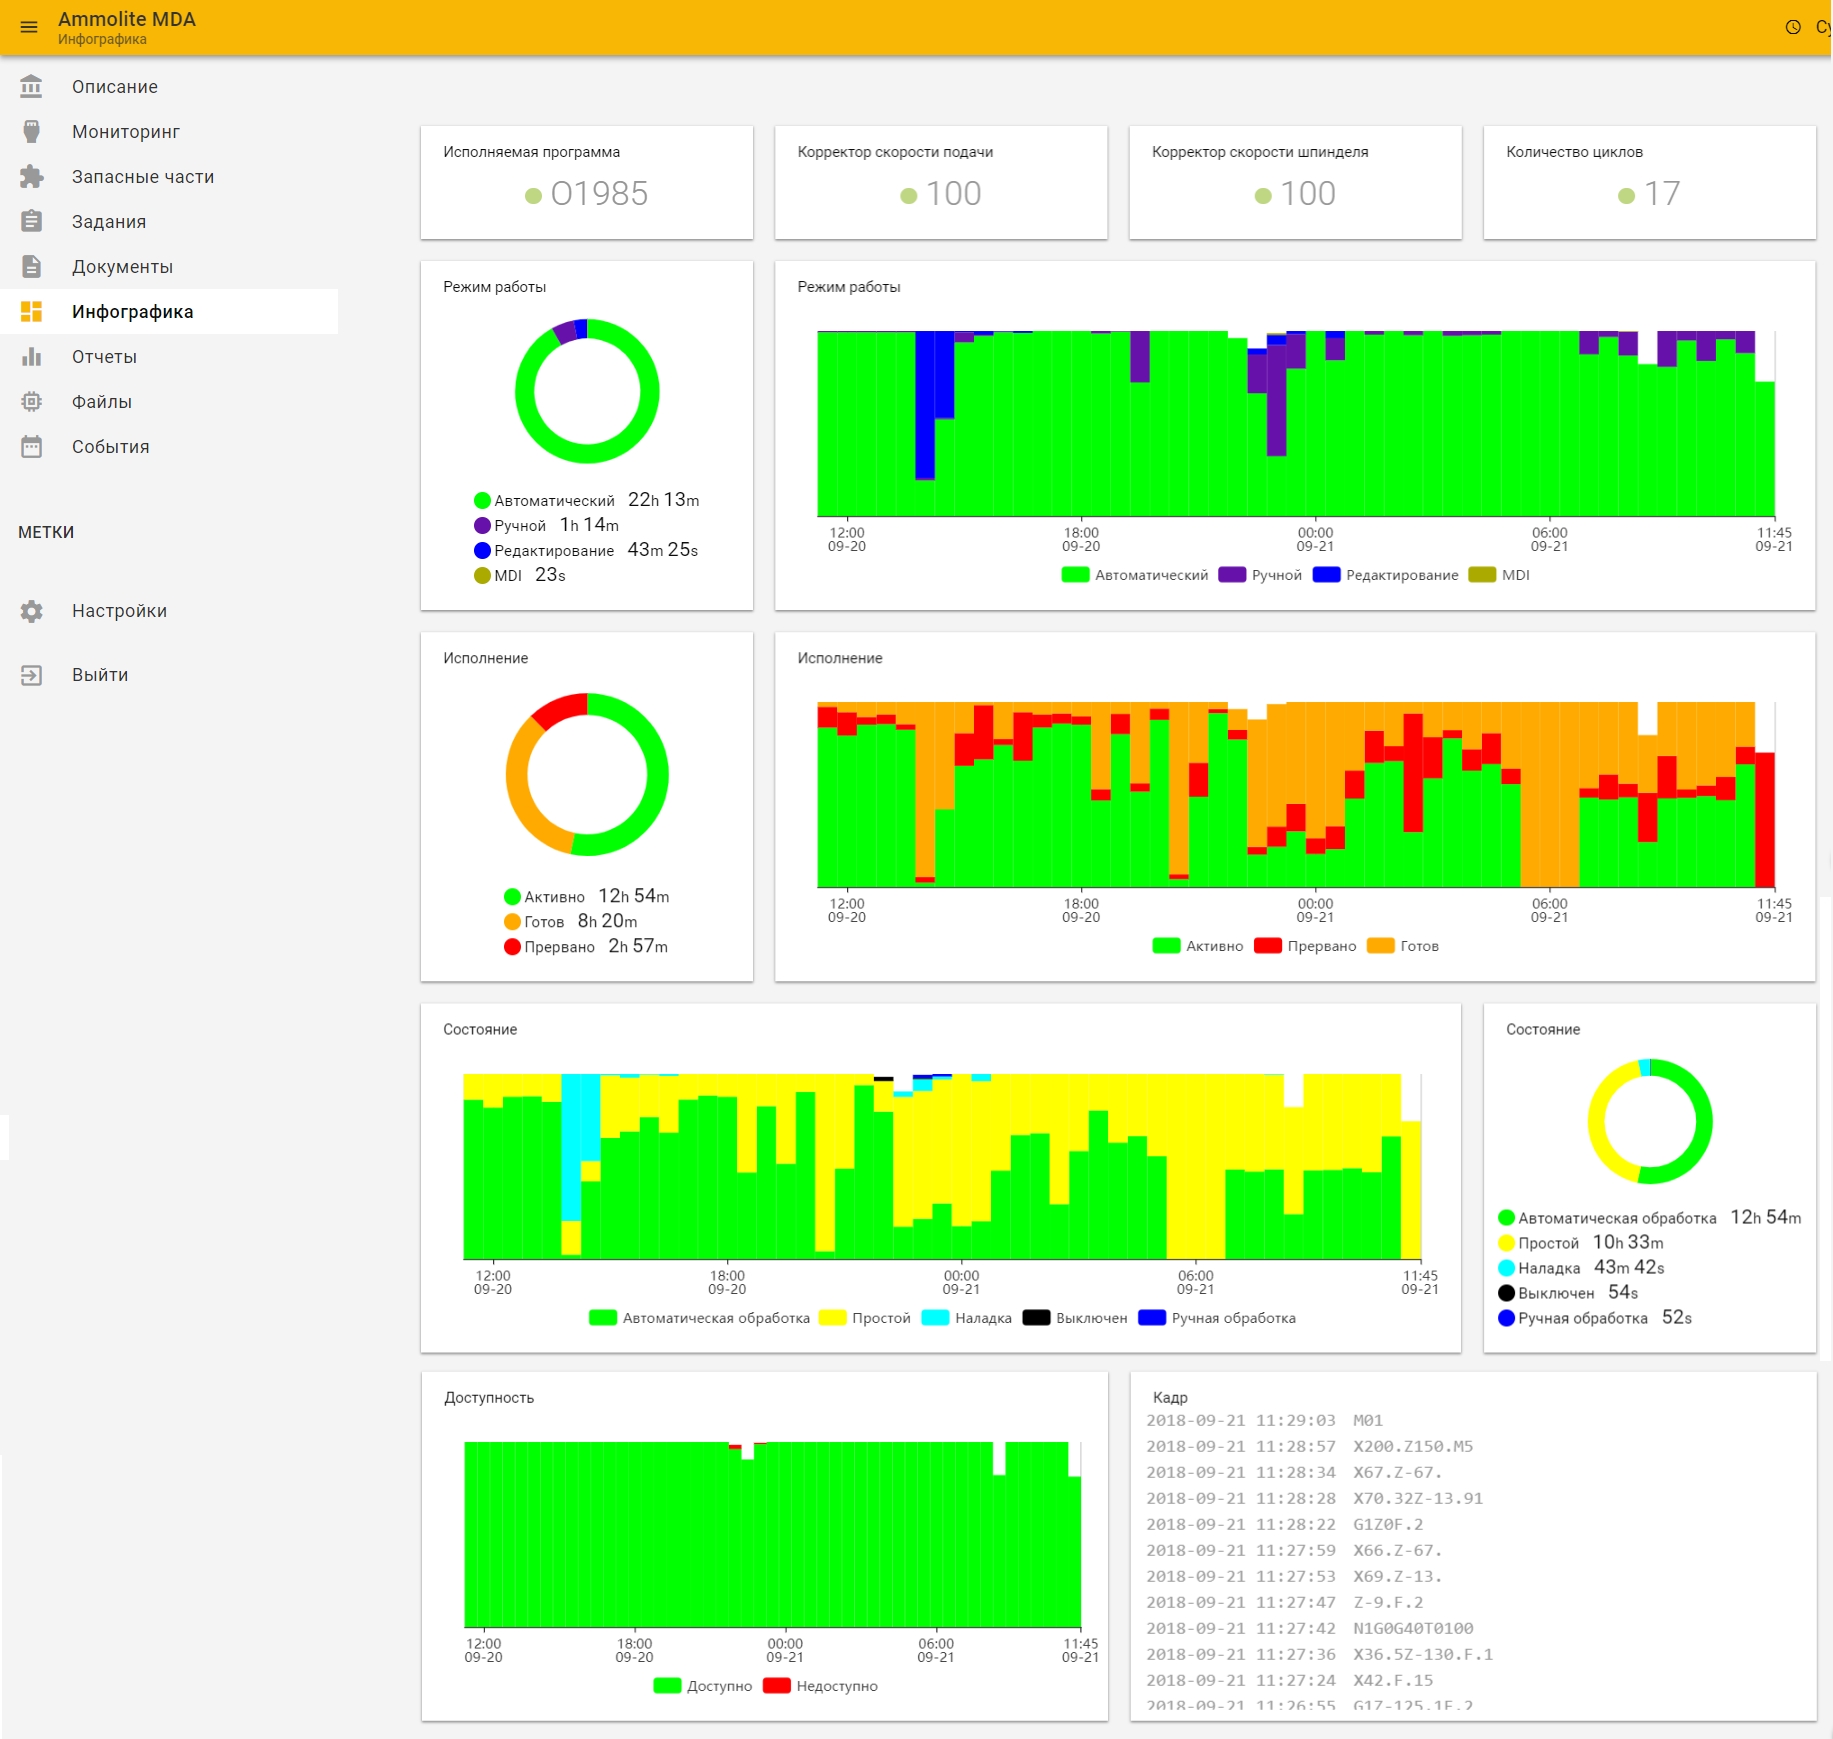 Ammolite MDA
Инфографика
Описание
Мониторинг
Запасные части
Задания
Документы
Инфографика
Отчеты
Файлы
События
МЕТКИ
Настройки
Выйти
Исполняемая программа
O1985
Корректор скорости подачи
100
Корректор скорости шпинделя
100
Количество циклов
17
Режим работы
Автоматический 22h 13m
Ручной 1h 14m
Редактирование 43m 25s
MDI 23s
Режим работы
12:00 18:00 00:00 06:00 11:45
09-20 09-20 09-21 09-21 09-21
Автоматический Ручной Редактирование MDI
Исполнение
Активно 12h 54m
Готов 8h 20m
Прервано 2h 57m
Исполнение
12:00 18:00 00:00 06:00 11:45
09-20 09-20 09-21 09-21 09-21
Активно Прервано Готов
Состояние
12:00 18:00 00:00 06:00 11:45
09-20 09-20 09-21 09-21 09-21
Автоматическая обработка Простой Наладка Выключен Ручная обработка
Состояние
Автоматическая обработка 12h 54m
Простой 10h 33m
Наладка 43m 42s
Выключен 54s
Ручная обработка 52s
Доступность
12:00 18:00 00:00 06:00 11:45
09-20 09-20 09-21 09-21 09-21
Доступно Недоступно
Кадр
2018-09-21 11:29:03 M01
2018-09-21 11:28:57 X200.Z150.M5
2018-09-21 11:28:34 X67.Z-67.
2018-09-21 11:28:28 X70.32Z-13.91
2018-09-21 11:28:22 G1Z0F.2
2018-09-21 11:27:59 X66.Z-67.
2018-09-21 11:27:53 X69.Z-13.
2018-09-21 11:27:47 Z-9.F.2
2018-09-21 11:27:42 N1G0G40T0100
2018-09-21 11:27:36 X36.5Z-130.F.1
2018-09-21 11:27:24 X42.F.15
2018-09-21 11:26:55 G1Z-125.1F.2